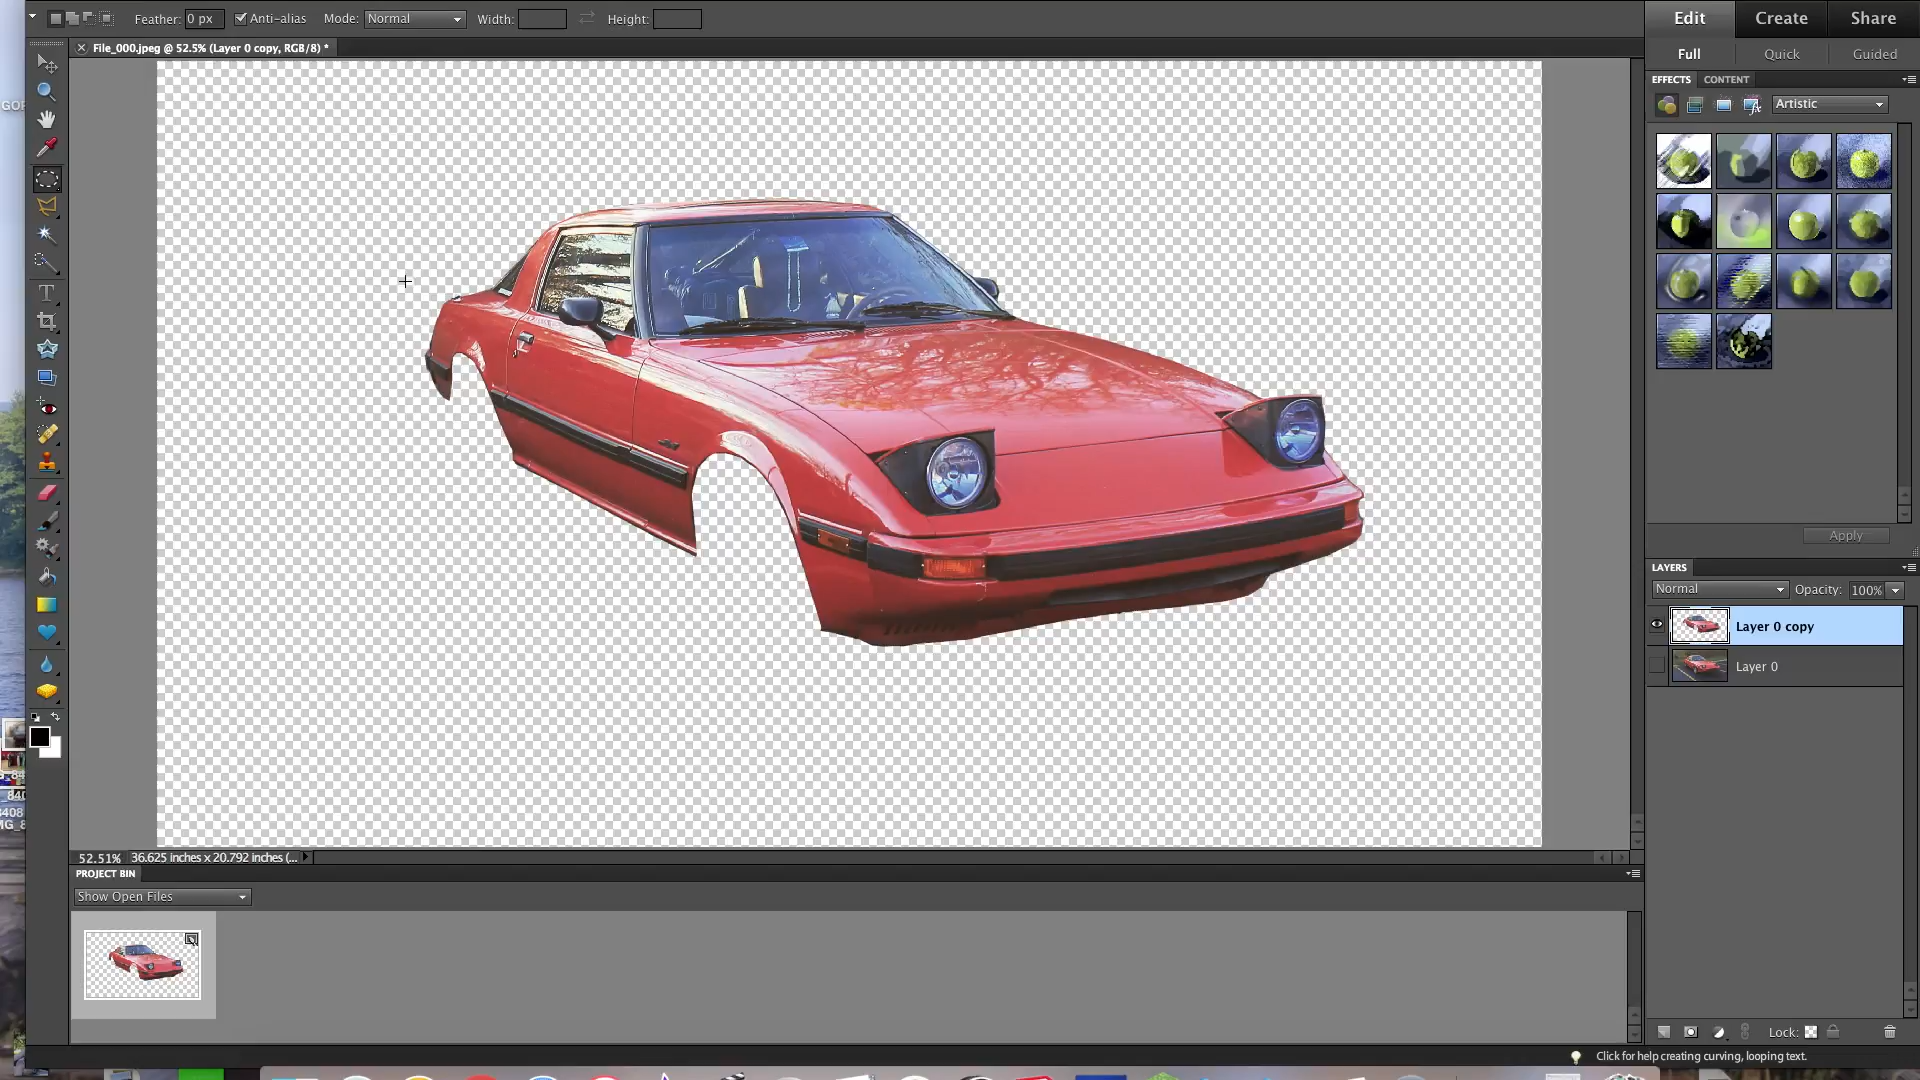 Feather: 0 px Anti-alias Mode: Normal Width: Height:
Edit Create Share
File_000.jpeg @ 52.5% (Layer 0 copy, RGB/8) *
Full Quick Guided
EFFECTS CONTENT
Artistic
Apply
LAYERS
Normal Opacity: 100%
Layer 0 copy
Layer 0
52.51% 36.625 inches x 20.792 inches (...
PROJECT BIN
Show Open Files
Lock:
Click for help creating curving, looping text.